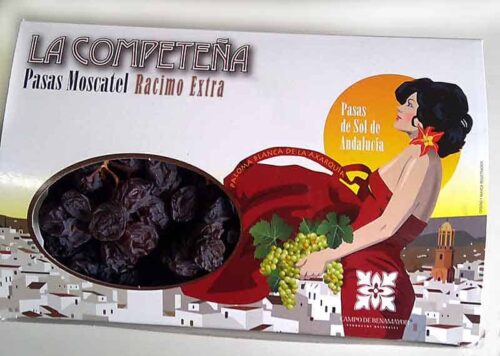 LA COMPETEÑA
Pasas Moscatel Racimo Extra
Pasas
de Sol de
Andalucía
PALOMA BLANCA DE LA AXARQUÍA
CAMPO DE BENAMAYOR